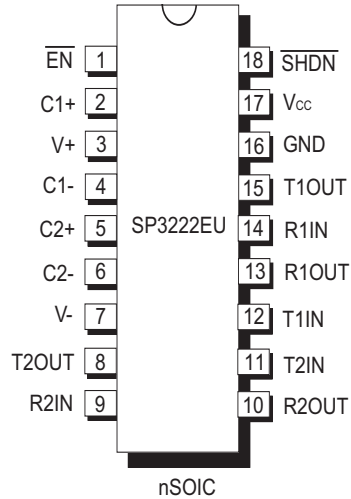 EN 1 18 SHDN
C1+ 2 17 Vcc
V+ 3 16 GND
C1- 4 15 T1OUT
C2+ 5 SP3222EU 14 R1IN
C2- 6 13 R1OUT
V- 7 12 T1IN
T2OUT 8 11 T2IN
R2IN 9 10 R2OUT
nSOIC